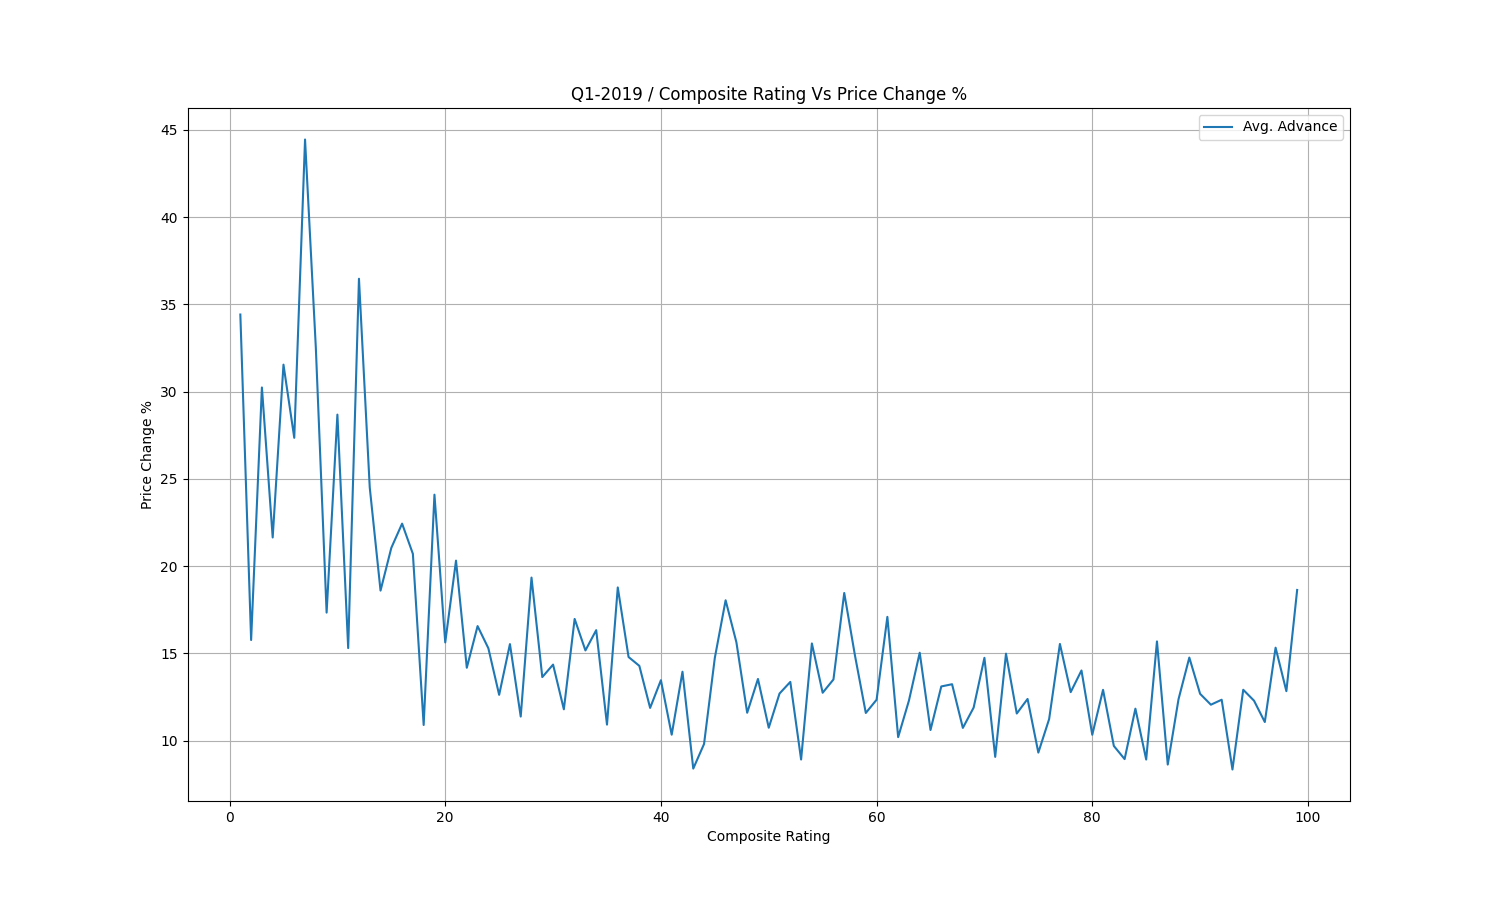 Q1-2019 / Composite Rating Vs Price Change %
Avg. Advance
45
40
35
30
25
20
15
10
Price Change %
0 20 40 60 80 100
Composite Rating